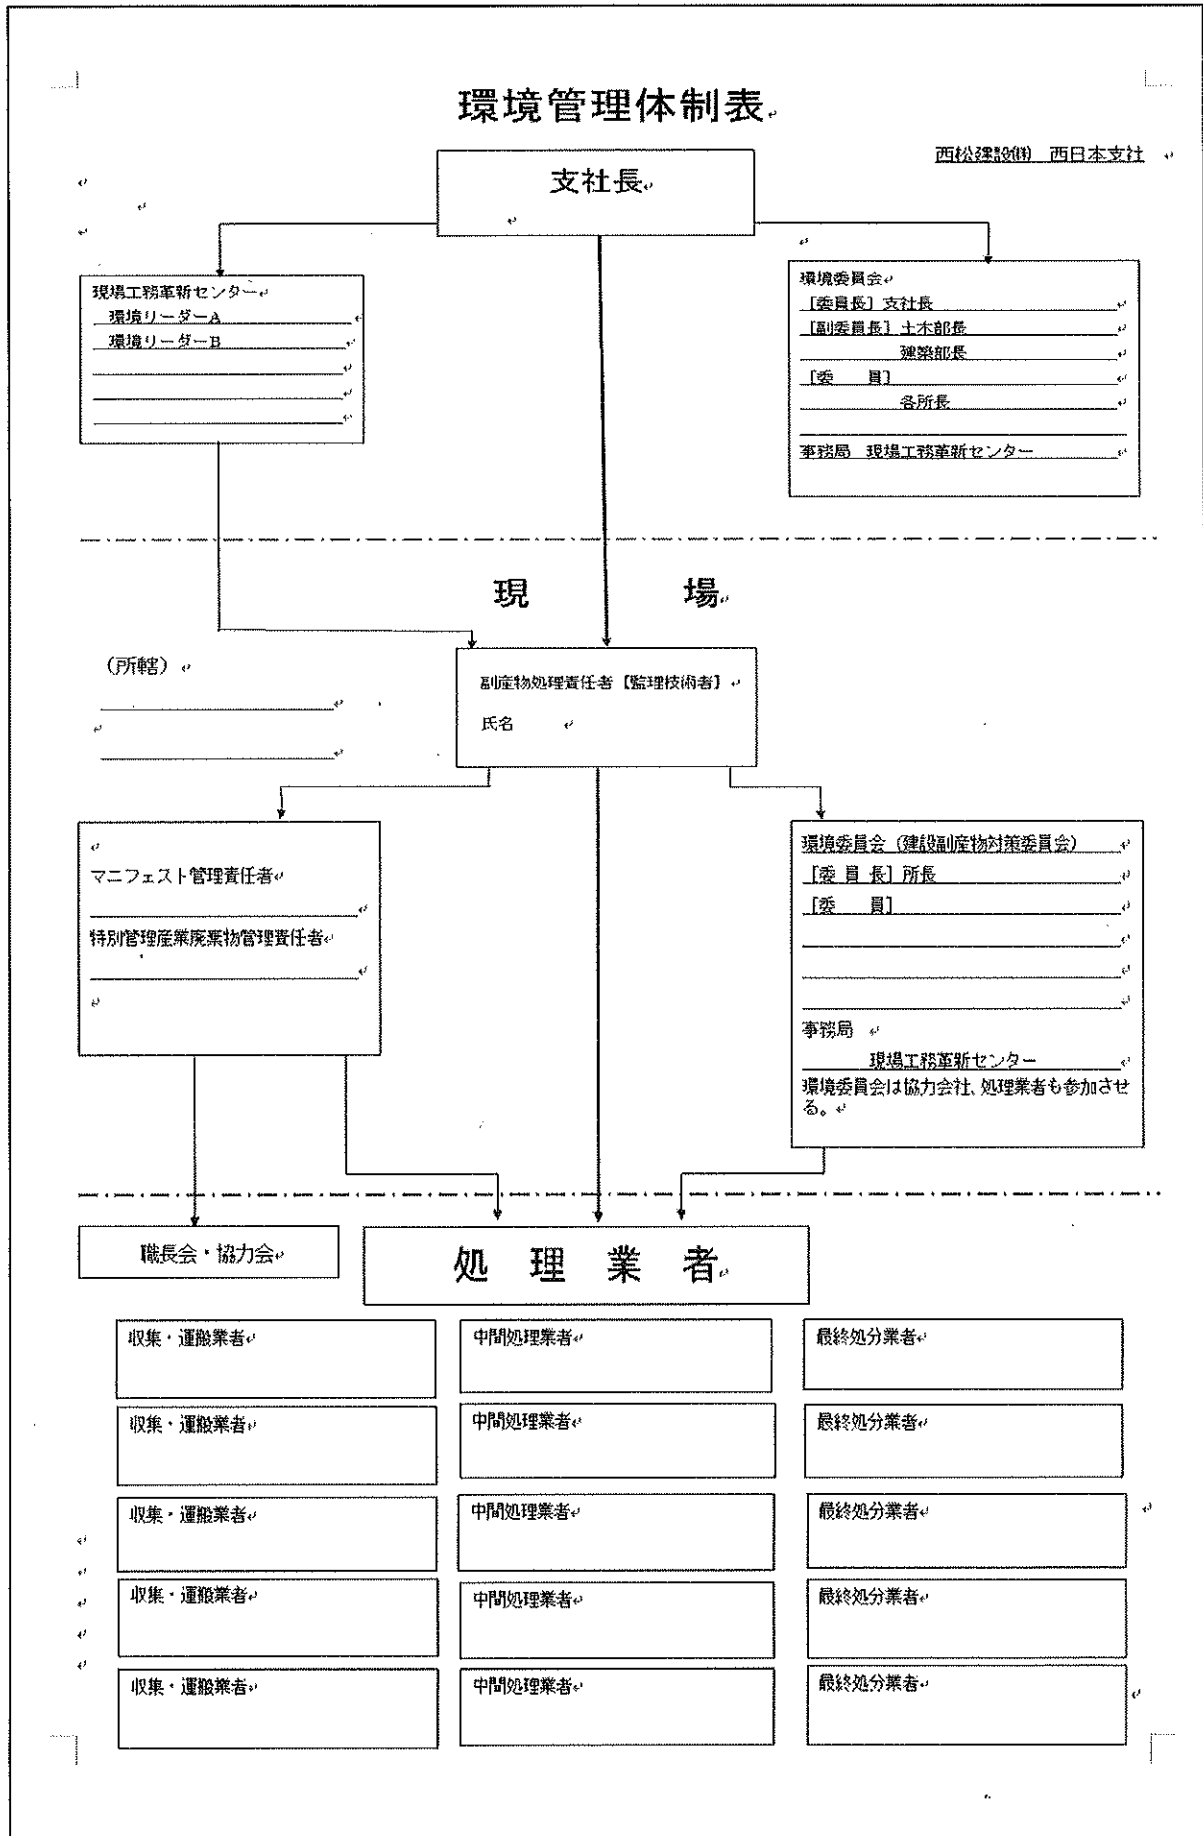 環境管理体制表
西松建設㈱ 西日本支社
支社長
現場工務革新センター
環境リーダーA
環境リーダーB
環境委員会
[委員長] 支社長
[副委員長] 土木部長
建築部長
[委 員]
各所長
事務局 現場工務革新センター
現 場
(所轄)
副産物処理責任者 [監理技術者]
氏名
マニフェスト管理責任者
特別管理産業廃棄物管理責任者
環境委員会 (建設副産物対策委員会)
[委 員 長] 所長
[委 員]
事務局
現場工務革新センター
環境委員会は協力会社、処理業者も参加させ
る。
職長会・協力会
処 理 業 者
収集・運搬業者 中間処理業者 最終処分業者
収集・運搬業者 中間処理業者 最終処分業者
収集・運搬業者 中間処理業者 最終処分業者
収集・運搬業者 中間処理業者 最終処分業者
収集・運搬業者 中間処理業者 最終処分業者